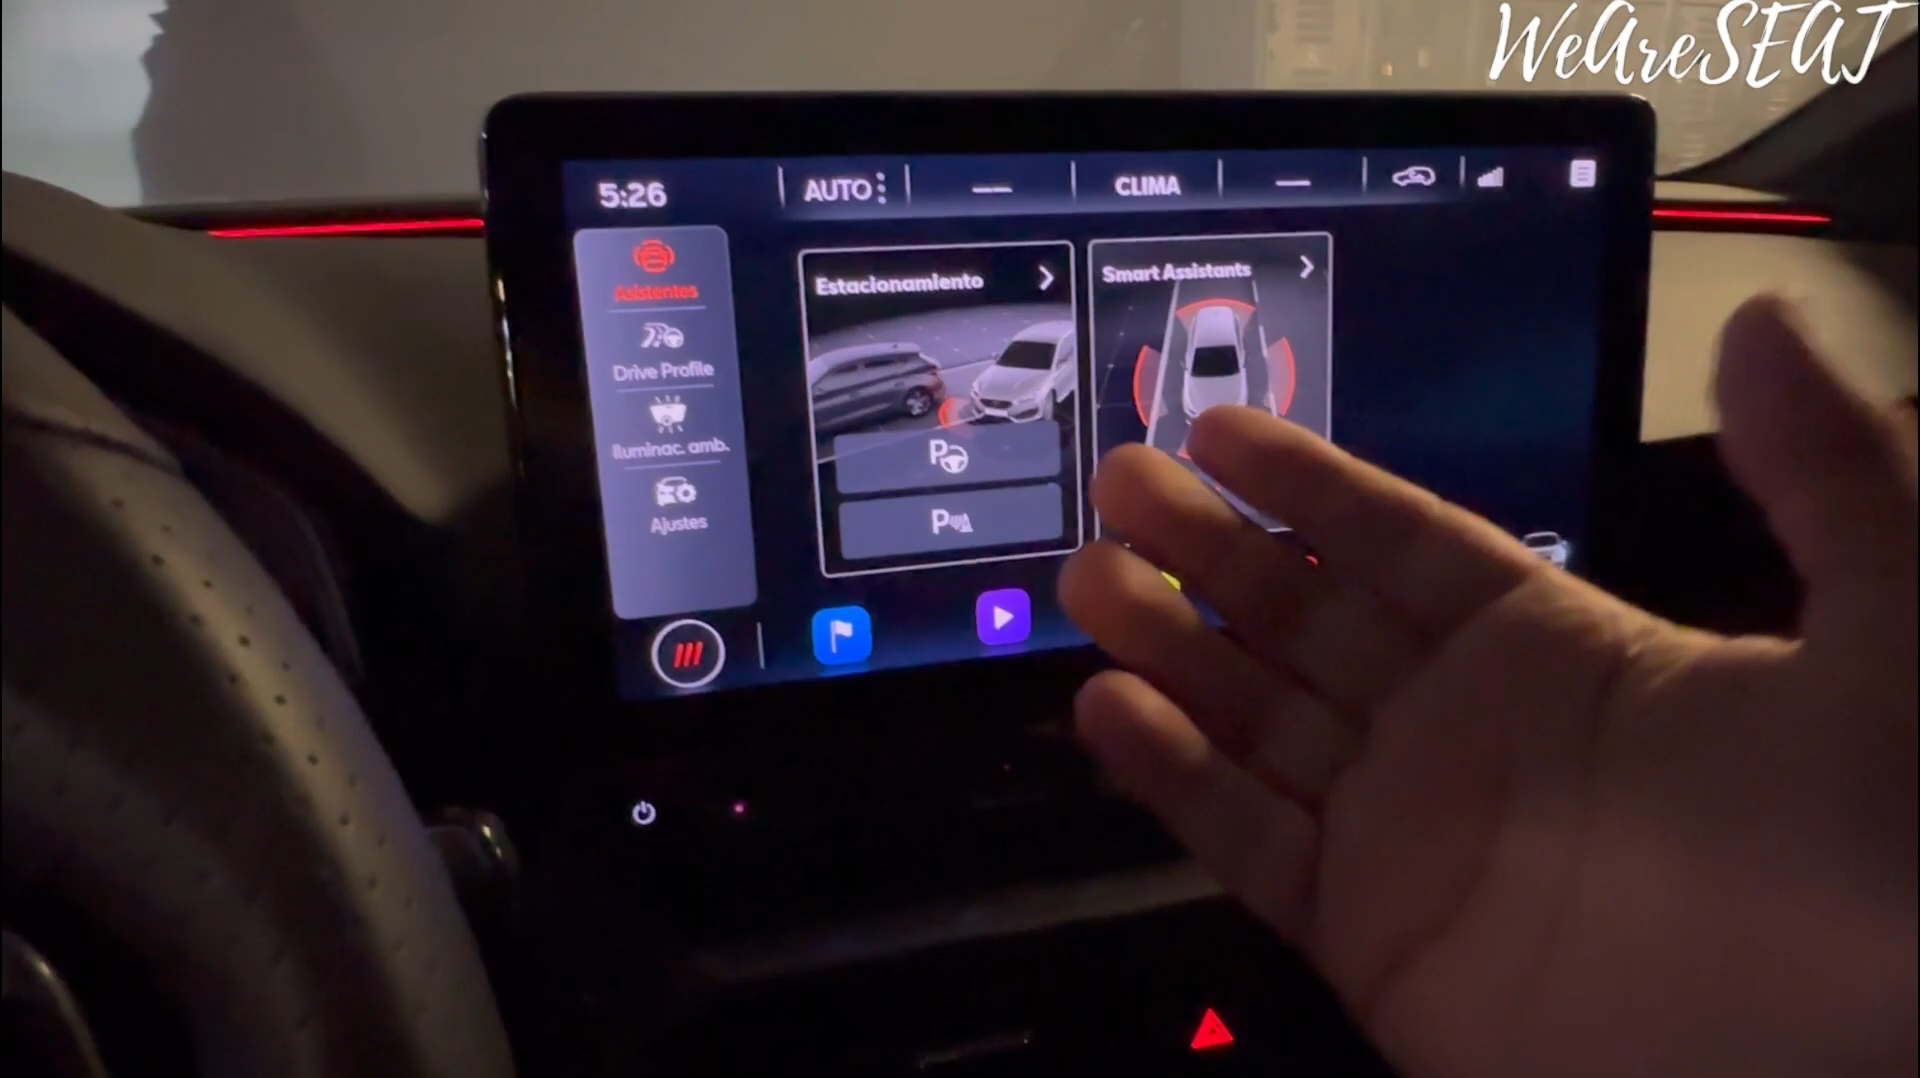 WeAreSEAT
5:26
AUTO
CLIMA
Asistentes
Drive Profile
Iluminac. amb.
Ajustes
Estacionamiento
Smart Assistants
P
P